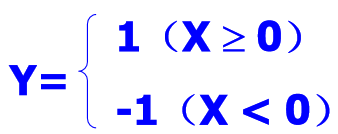 Y= { 1（X ≥ 0）
-1（X < 0）